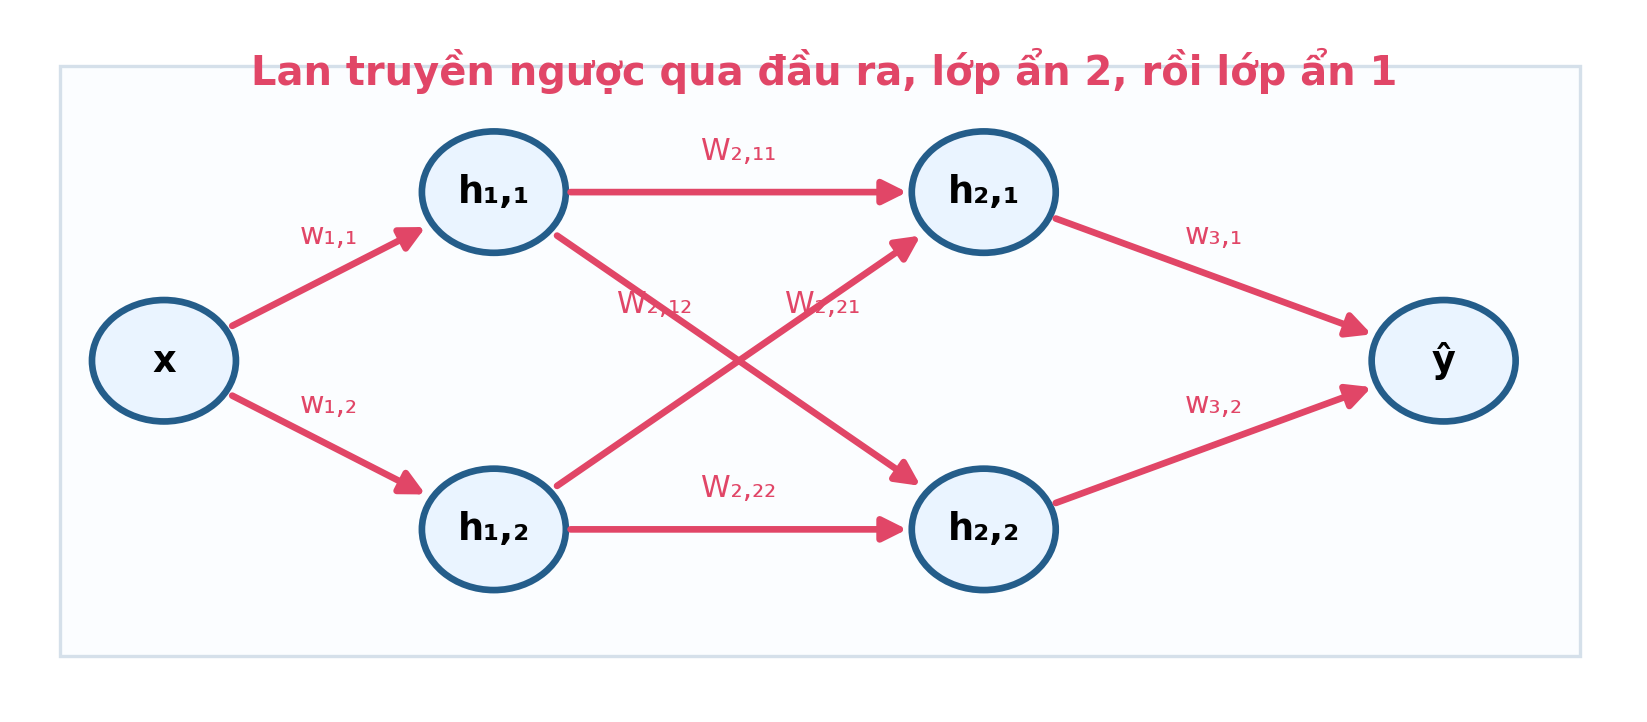 Lan truyền ngược qua đầu ra, lớp ẩn 2, rồi lớp ẩn 1
W₂,₁₁
h₁,₁
h₂,₁
w₁,₁
w₃,₁
W₂,₁₂
W₂,₂₁
x
ŷ
w₁,₂
w₃,₂
W₂,₂₂
h₁,₂
h₂,₂